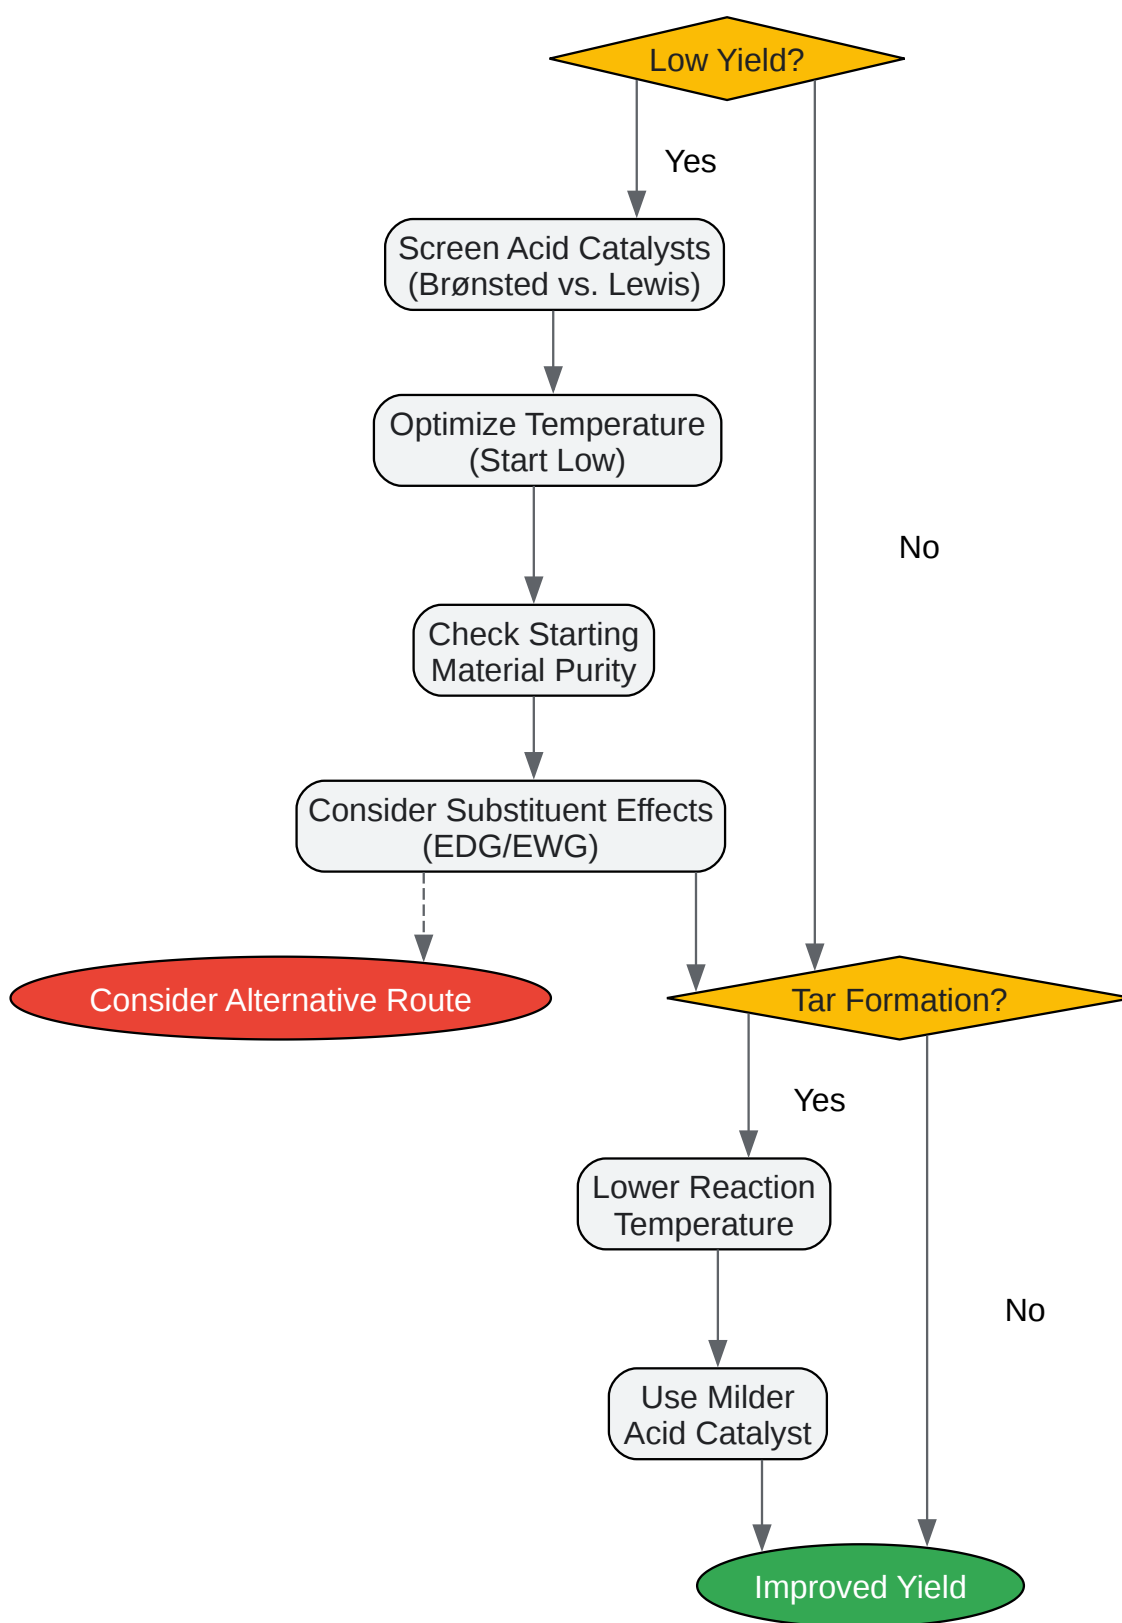 Low Yield?
Yes
Screen Acid Catalysts
(Brønsted vs. Lewis)
Optimize Temperature
(Start Low)
No
Check Starting
Material Purity
Consider Substituent Effects
(EDG/EWG)
Consider Alternative Route
Tar Formation?
Yes
Lower Reaction
Temperature
No
Use Milder
Acid Catalyst
Improved Yield